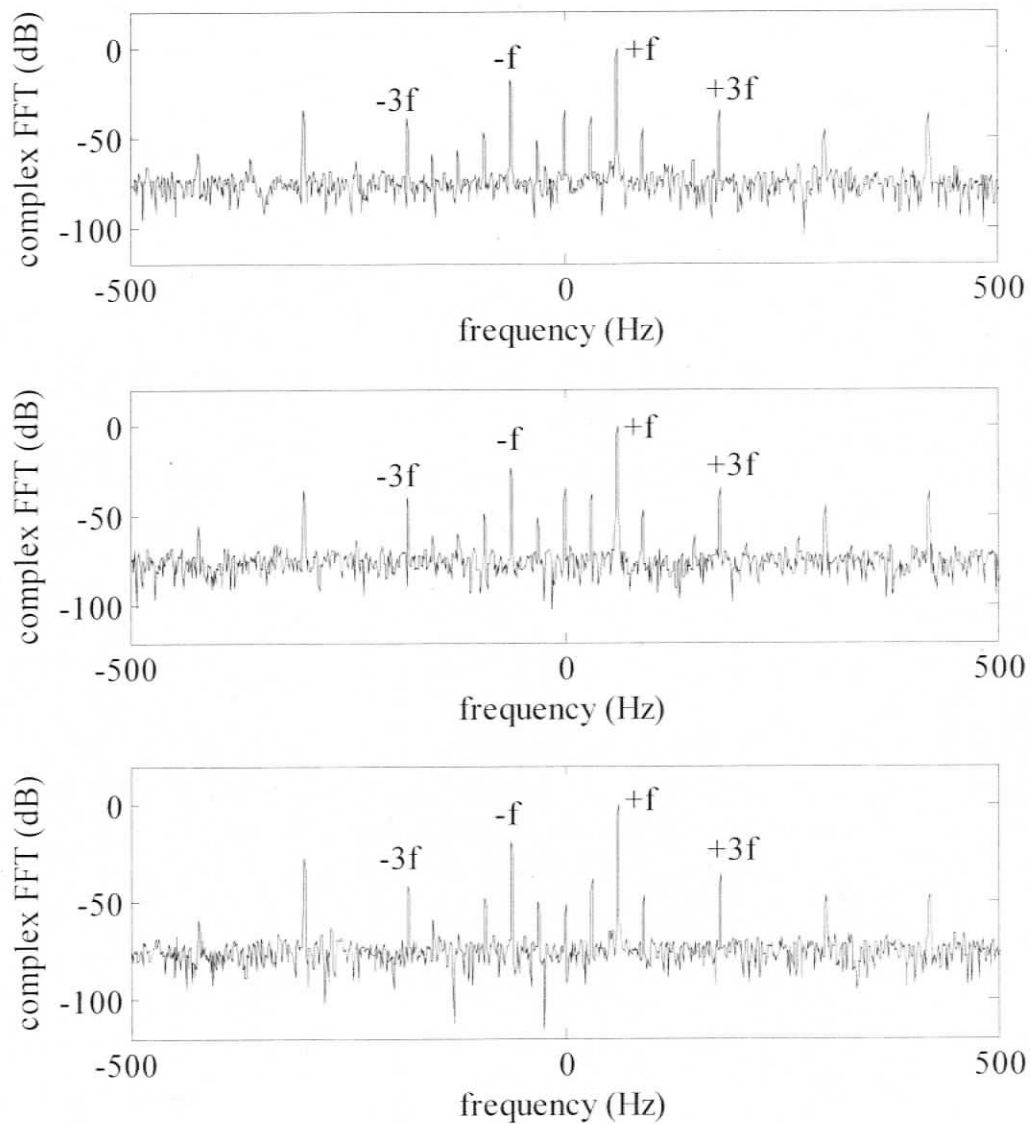 complex FFT (dB)
0
-50
-100
-3f
-f
+f
+3f
-500
0
500
frequency (Hz)
complex FFT (dB)
0
-50
-100
-3f
-f
+f
+3f
-500
0
500
frequency (Hz)
complex FFT (dB)
0
-50
-100
-3f
-f
+f
+3f
-500
0
500
frequency (Hz)